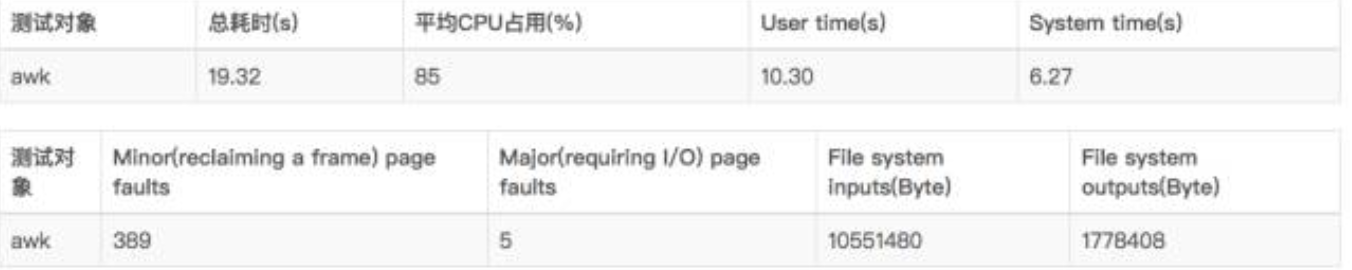 测试对象 总耗时(s) 平均CPU占用(%) User time(s) System time(s)
awk 19.32 85 10.30 6.27
测试对 Minor(reclaiming a frame) page Major(requiring I/O) page File system File system
象 faults faults inputs(Byte) outputs(Byte)
awk 389 5 10551480 1778408